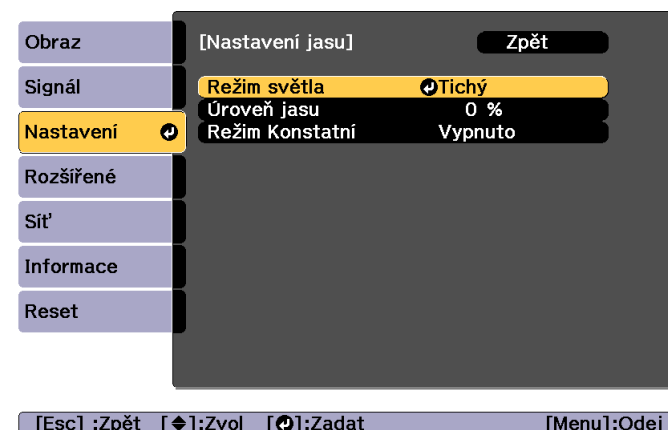 Obraz
Signál
Nastavení
Rozšířené
Síť
Informace
Reset
[Nastavení jasu] Zpět
Režim světla Tichý
Úroveň jasu 0 %
Režim Konstatní Vypnuto
[Esc] :Zpět [◆]:Zvol [↵]:Zadat [Menu]:Odej